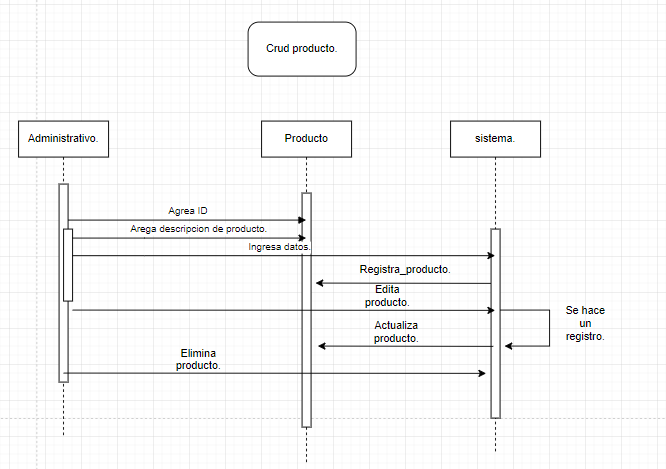 Crud producto.
Administrativo.
Producto
sistema.
Agrea ID
Arega descripcion de producto.
Ingresa datos.
Registra_producto.
Edita
producto.
Se hace
un
registro.
Actualiza
producto.
Elimina
producto.